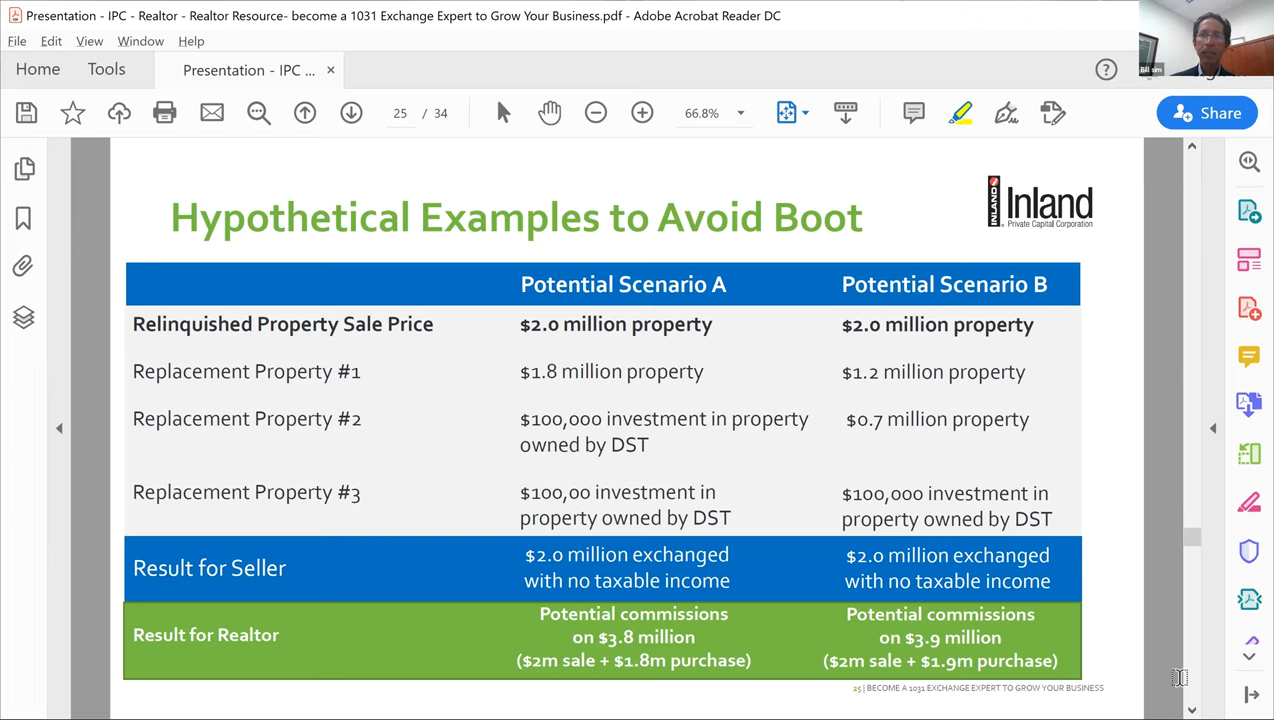 Presentation - IPC - Realtor - Realtor Resource- become a 1031 Exchange Expert to Grow Your Business.pdf - Adobe Acrobat Reader DC
File Edit View Window Help
Home Tools Presentation - IPC ... ×
25 / 34 66.8% Share
Bill sim
Hypothetical Examples to Avoid Boot
INLAND Inland
Private Capital Corporation
Potential Scenario A Potential Scenario B
Relinquished Property Sale Price $2.0 million property $2.0 million property
Replacement Property #1 $1.8 million property $1.2 million property
Replacement Property #2 $100,000 investment in property $0.7 million property
owned by DST
Replacement Property #3 $100,00 investment in $100,000 investment in
property owned by DST property owned by DST
Result for Seller $2.0 million exchanged $2.0 million exchanged
with no taxable income with no taxable income
Potential commissions Potential commissions
Result for Realtor on $3.8 million on $3.9 million
($2m sale + $1.8m purchase) ($2m sale + $1.9m purchase)
25 | BECOME A 1031 EXCHANGE EXPERT TO GROW YOUR BUSINESS